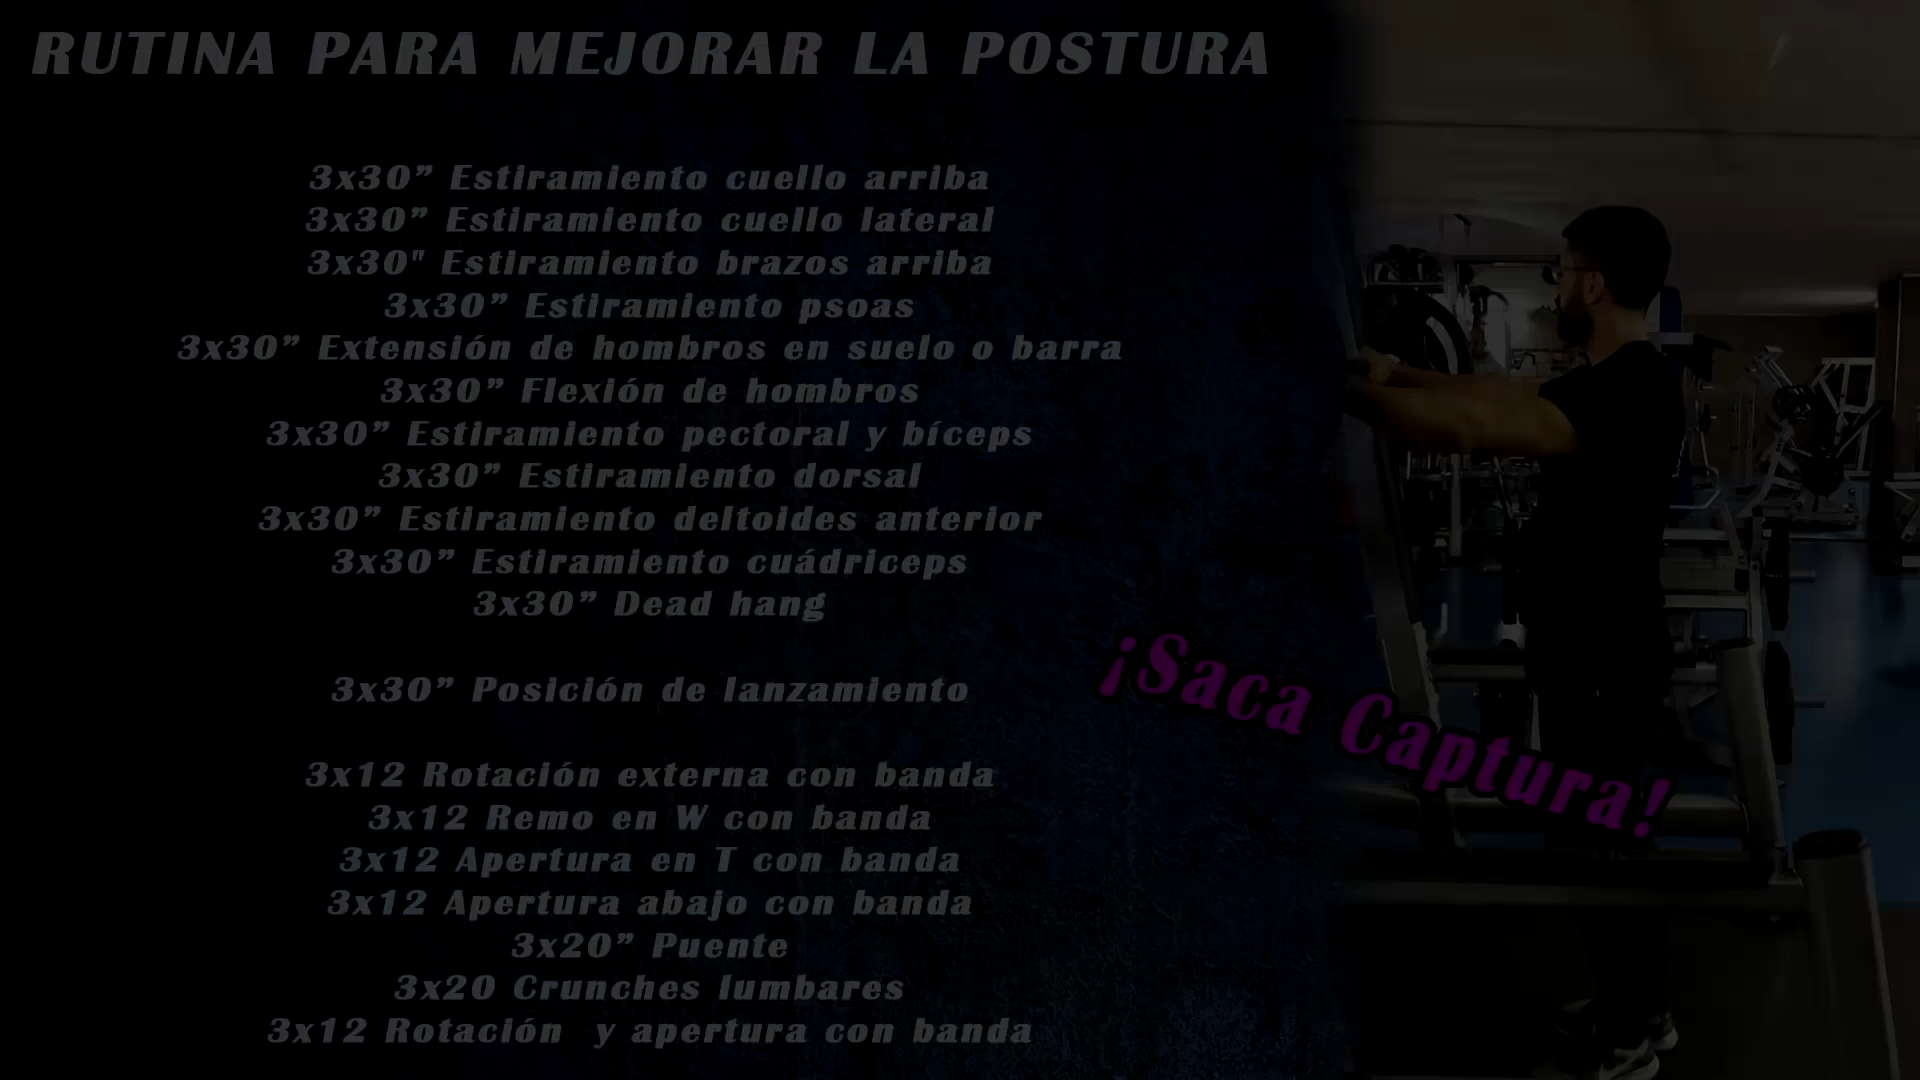 RUTINA PARA MEJORAR LA POSTURA
3x30” Estiramiento cuello arriba
3x30” Estiramiento cuello lateral
3x30" Estiramiento brazos arriba
3x30” Estiramiento psoas
3x30” Extensión de hombros en suelo o barra
3x30” Flexión de hombros
3x30” Estiramiento pectoral y bíceps
3x30” Estiramiento dorsal
3x30” Estiramiento deltoides anterior
3x30” Estiramiento cuádriceps
3x30” Dead hang
3x30” Posición de lanzamiento
¡Saca Captura!
3x12 Rotación externa con banda
3x12 Remo en W con banda
3x12 Apertura en T con banda
3x12 Apertura abajo con banda
3x20” Puente
3x20 Crunches lumbares
3x12 Rotación  y apertura con banda